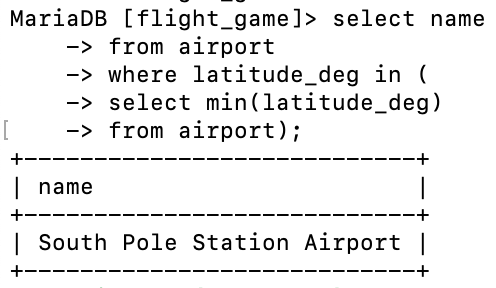 MariaDB [flight_game]> select name
    -> from airport
    -> where latitude_deg in (
    -> select min(latitude_deg)
[    -> from airport);
+-----------------------------+
| name                        |
+-----------------------------+
| South Pole Station Airport |
+-----------------------------+